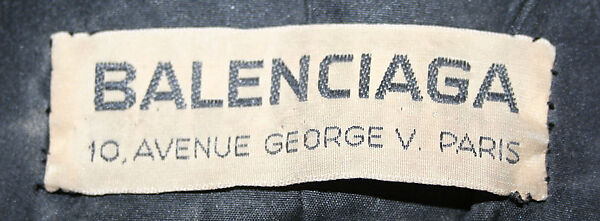 BALENCIAGA
10, AVENUE GEORGE V. PARIS